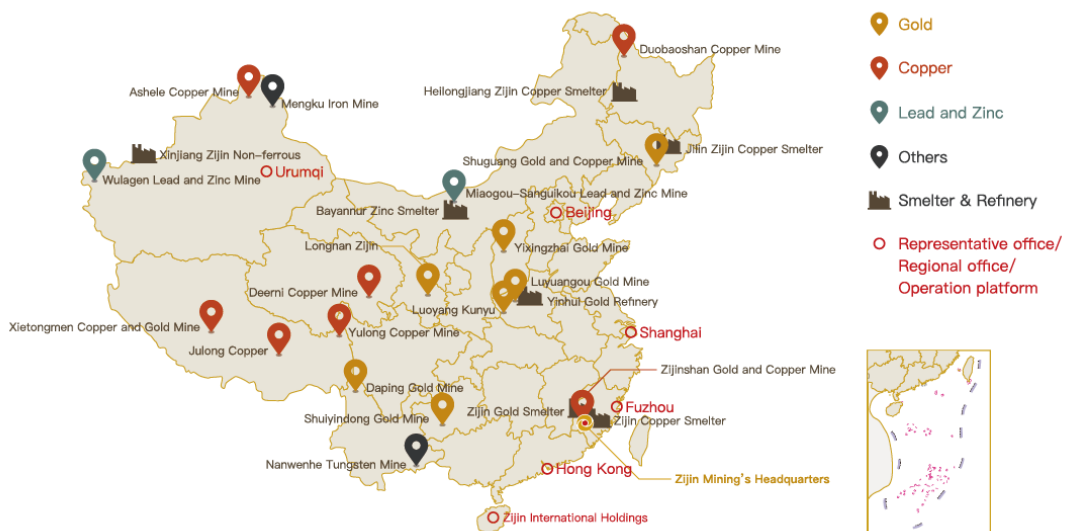 Duobaoshan Copper Mine
Ashele Copper Mine
Mengku Iron Mine
Heilongjiang Zijin Copper Smelter
Xinjiang Zijin Non-ferrous
Jilin Zijin Copper Smelter
Shuguang Gold and Copper Mine
Urumqi
Wulagen Lead and Zinc Mine
Miaogou-Sanguikou Lead and Zinc Mine
Bayannur Zinc Smelter
Beijing
Longnan Zijin
Yixingzhai Gold Mine
Luyuangou Gold Mine
Deerni Copper Mine
Luoyang Kunyu
Yinhui Gold Refinery
Xietongmen Copper and Gold Mine
Yulong Copper Mine
Shanghai
Julong Copper
Zijinshan Gold and Copper Mine
Daping Gold Mine
Fuzhou
Zijin Gold Smelter
Shuiyindong Gold Mine
Zijin Copper Smelter
Nanwenhe Tungsten Mine
Hong Kong
Zijin Mining's Headquarters
Zijin International Holdings
Gold
Copper
Lead and Zinc
Others
Smelter & Refinery
Representative office/
Regional office/
Operation platform